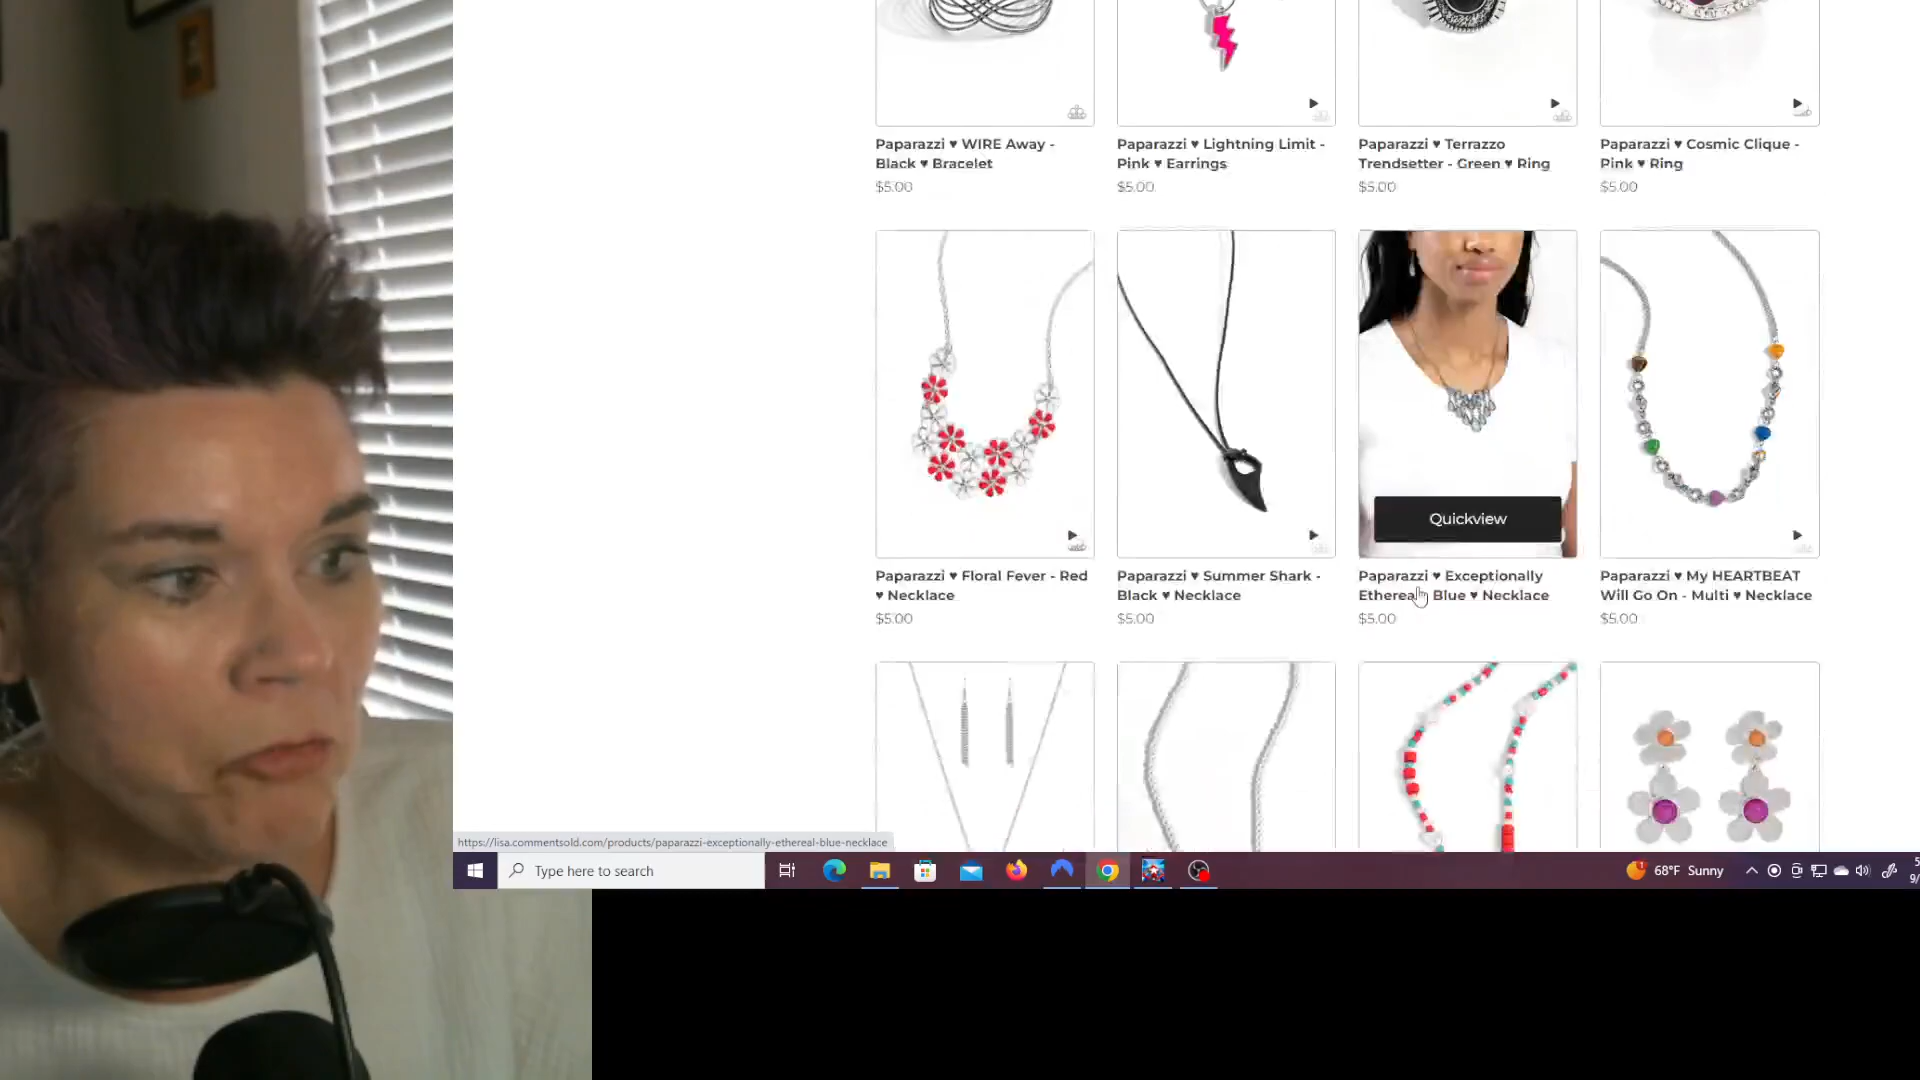 Paparazzi ♥ WIRE Away -
Black ♥ Bracelet
$5.00
Paparazzi ♥ Lightning Limit -
Pink ♥ Earrings
$5.00
Paparazzi ♥ Terrazzo
Trendsetter - Green ♥ Ring
$5.00
Paparazzi ♥ Cosmic Clique -
Pink ♥ Ring
$5.00
Quickview
Paparazzi ♥ Floral Fever - Red
♥ Necklace
$5.00
Paparazzi ♥ Summer Shark -
Black ♥ Necklace
$5.00
Paparazzi ♥ Exceptionally
Ethereal Blue ♥ Necklace
$5.00
Paparazzi ♥ My HEARTBEAT
Will Go On - Multi ♥ Necklace
$5.00
https://lisa.commentsold.com/products/paparazzi-exceptionally-ethereal-blue-necklace
Type here to search
68°F Sunny